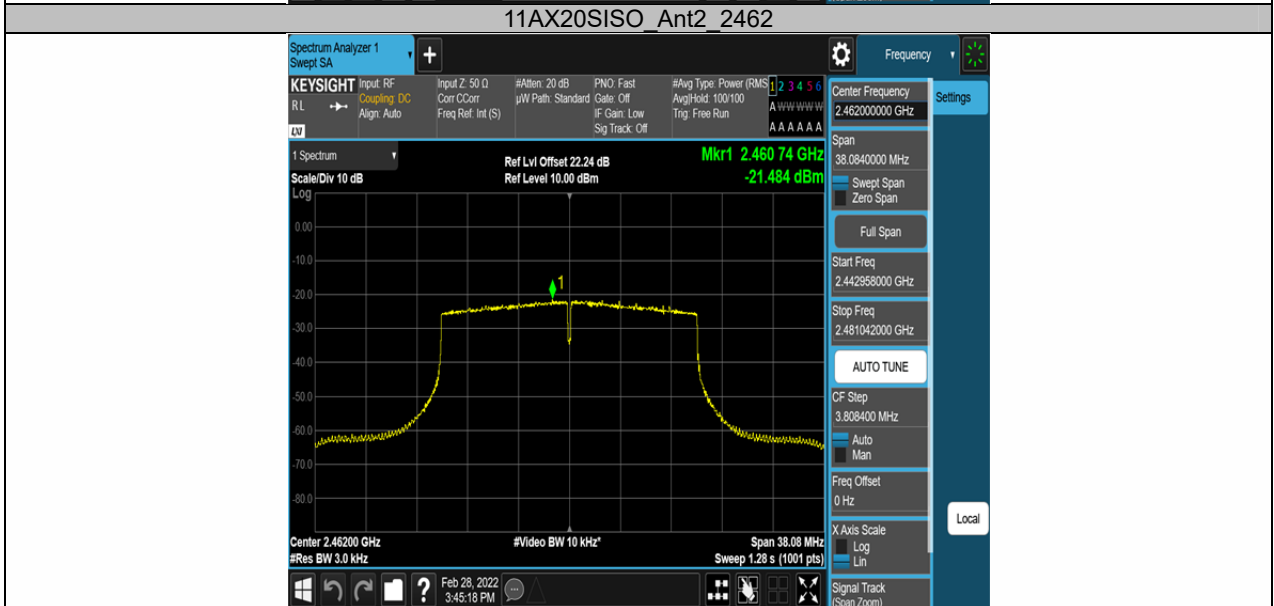 11AX20SISO_Ant2_2462
Spectrum Analyzer 1
Swept SA
+
Frequency
KEYSIGHT
RL
LXI
Input: RF
Coupling: DC
Align: Auto
Input Z: 50 Ω
Corr CCorr
Freq Ref: Int (S)
#Atten: 20 dB
µW Path: Standard
PNO: Fast
Gate: Off
IF Gain: Low
Sig Track: Off
#Avg Type: Power (RMS
Avg|Hold: 100/100
Trig: Free Run
1 2 3 4 5 6
A W W W W W
A A A A A A
1 Spectrum
Scale/Div 10 dB
Log
Ref Lvl Offset 22.24 dB
Ref Level 10.00 dBm
Mkr1 2.460 74 GHz
-21.484 dBm
0.00
-10.0
-20.0
-30.0
-40.0
-50.0
-60.0
-70.0
-80.0
1
Center 2.46200 GHz
#Res BW 3.0 kHz
#Video BW 10 kHz*
Span 38.08 MHz
Sweep 1.28 s (1001 pts)
Center Frequency
2.462000000 GHz
Settings
Span
38.0840000 MHz
Swept Span
Zero Span
Full Span
Start Freq
2.442958000 GHz
Stop Freq
2.481042000 GHz
AUTO TUNE
CF Step
3.808400 MHz
Auto
Man
Freq Offset
0 Hz
X Axis Scale
Log
Lin
Local
Signal Track
(Span Zoom)
?
Feb 28, 2022
3:45:18 PM